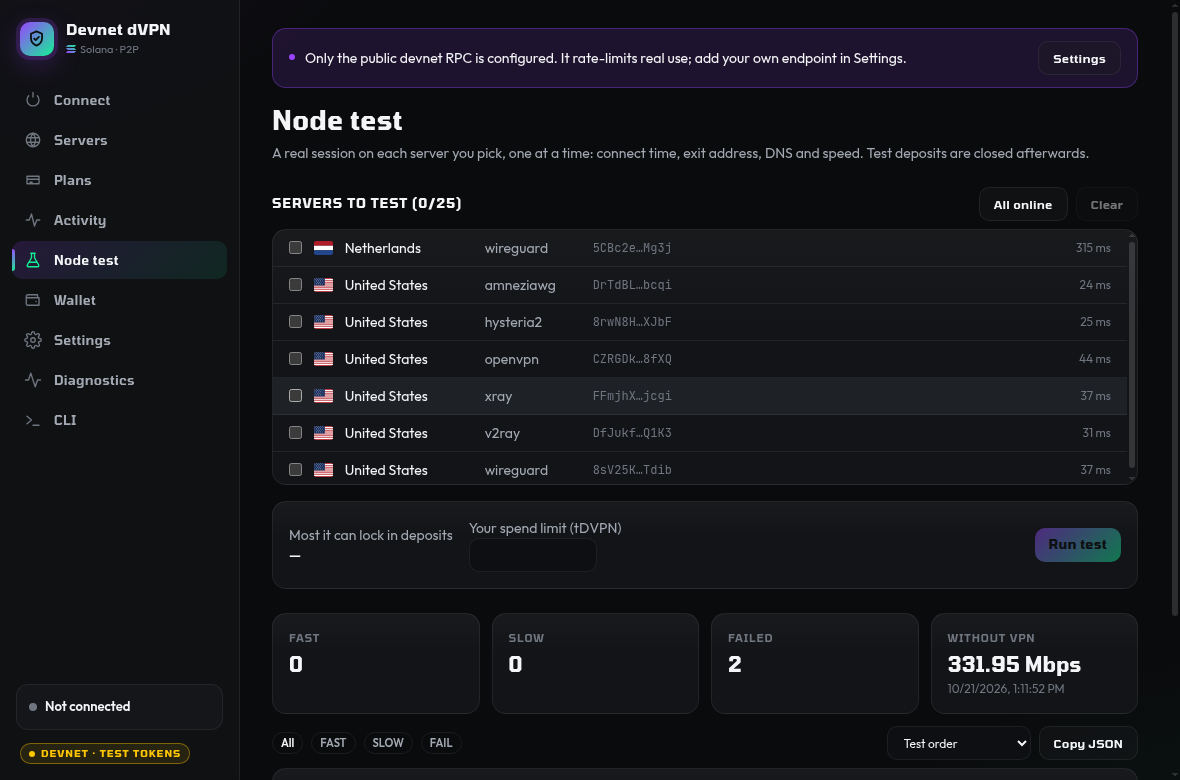 Devnet dVPN
Solana · P2P
Connect
Servers
Plans
Activity
Node test
Wallet
Settings
Diagnostics
CLI
Not connected
DEVNET · TEST TOKENS
Only the public devnet RPC is configured. It rate-limits real use; add your own endpoint in Settings.
Settings
Node test
A real session on each server you pick, one at a time: connect time, exit address, DNS and speed. Test deposits are closed afterwards.
SERVERS TO TEST (0/25)
All online
Clear
Netherlands wireguard 5CBc2e…Mg3j 315 ms
United States amneziawg DrTdBL…bcqi 24 ms
United States hysteria2 8rwN8H…XJbF 25 ms
United States openvpn CZRGDk…8fXQ 44 ms
United States xray FFmjhX…jcgi 37 ms
United States v2ray DfJukf…Q1K3 31 ms
United States wireguard 8sV25K…Tdib 37 ms
Most it can lock in deposits
—
Your spend limit (tDVPN)
Run test
FAST
0
SLOW
0
FAILED
2
WITHOUT VPN
331.95 Mbps
10/21/2026, 1:11:52 PM
All FAST SLOW FAIL
Test order
Copy JSON